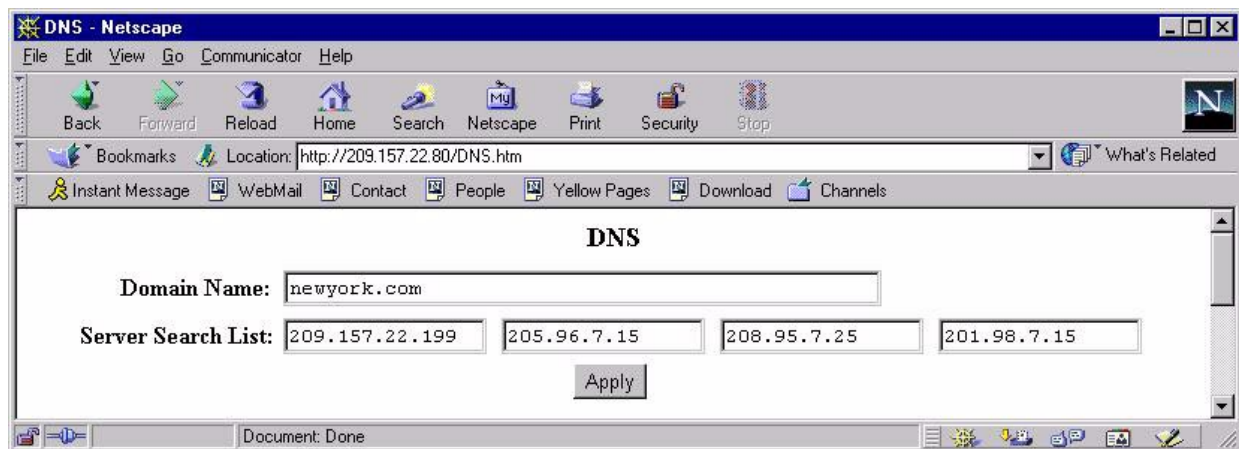 DNS - Netscape
File Edit View Go Communicator Help
My N
Back Forward Reload Home Search Netscape Print Security Stop
Bookmarks Location: http://209.157.22.80/DNS.htm What's Related
Instant Message WebMail Contact People Yellow Pages Download Channels
DNS
Domain Name: newyork.com
Server Search List: 209.157.22.199 205.96.7.15 208.95.7.25 201.98.7.15
Apply
Document: Done